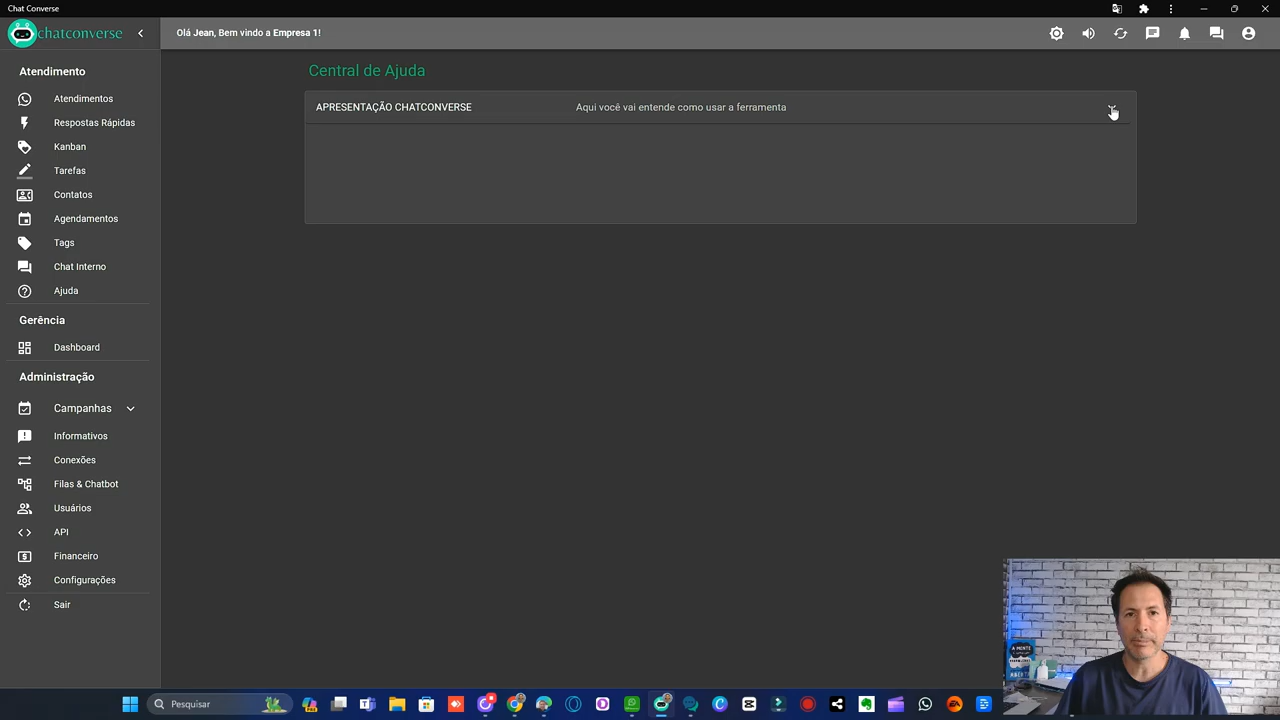 Chat Converse
chatconverse
Olá Jean, Bem vindo a Empresa 1!
Atendimento
Atendimentos
Respostas Rápidas
Kanban
Tarefas
Contatos
Agendamentos
Tags
Chat Interno
Ajuda
Gerência
Dashboard
Administração
Campanhas
Informativos
Conexões
Filas & Chatbot
Usuários
API
Financeiro
Configurações
Sair
Central de Ajuda
APRESENTAÇÃO CHATCONVERSE
Aqui você vai entende como usar a ferramenta
A MENTE
Pesquisar